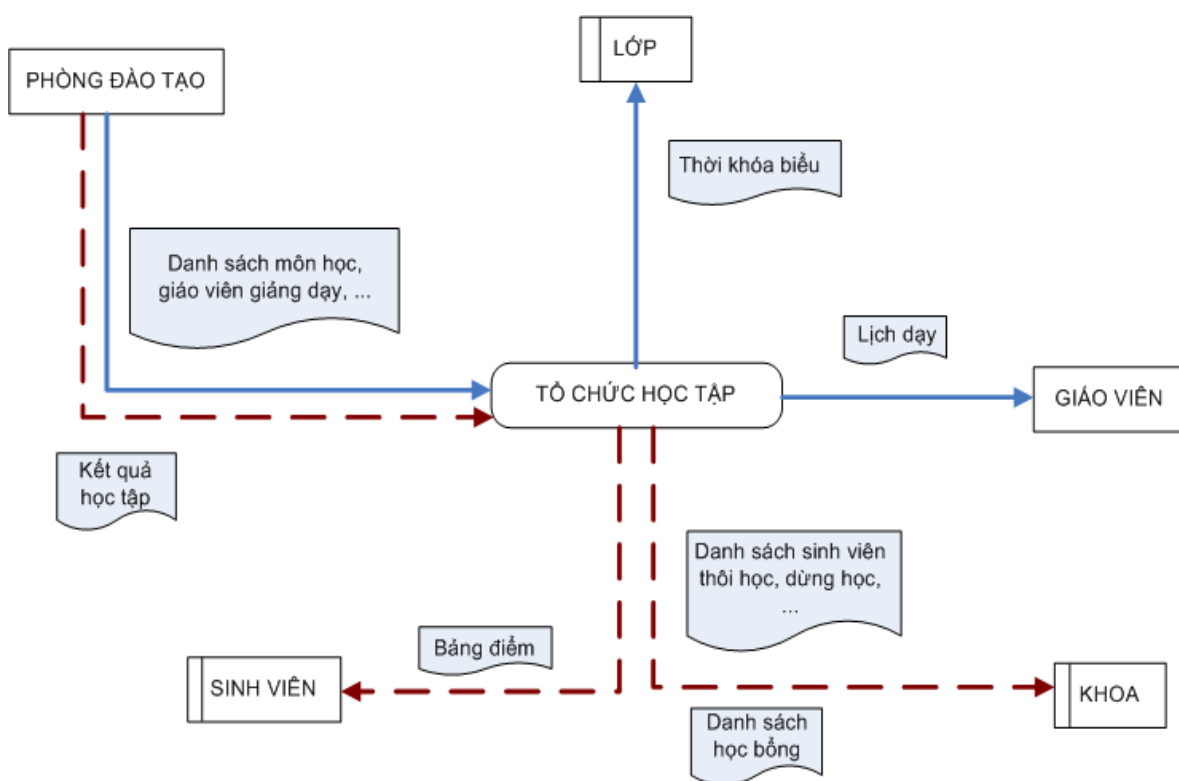 LỚP
PHÒNG ĐÀO TẠO
Thời khóa biểu
Danh sách môn học,
giáo viên giảng dạy, ...
Lịch dạy
TỔ CHỨC HỌC TẬP
GIÁO VIÊN
Kết quả
học tập
Danh sách sinh viên
thôi học, dừng học,
...
Bảng điểm
SINH VIÊN
KHOA
Danh sách
học bổng